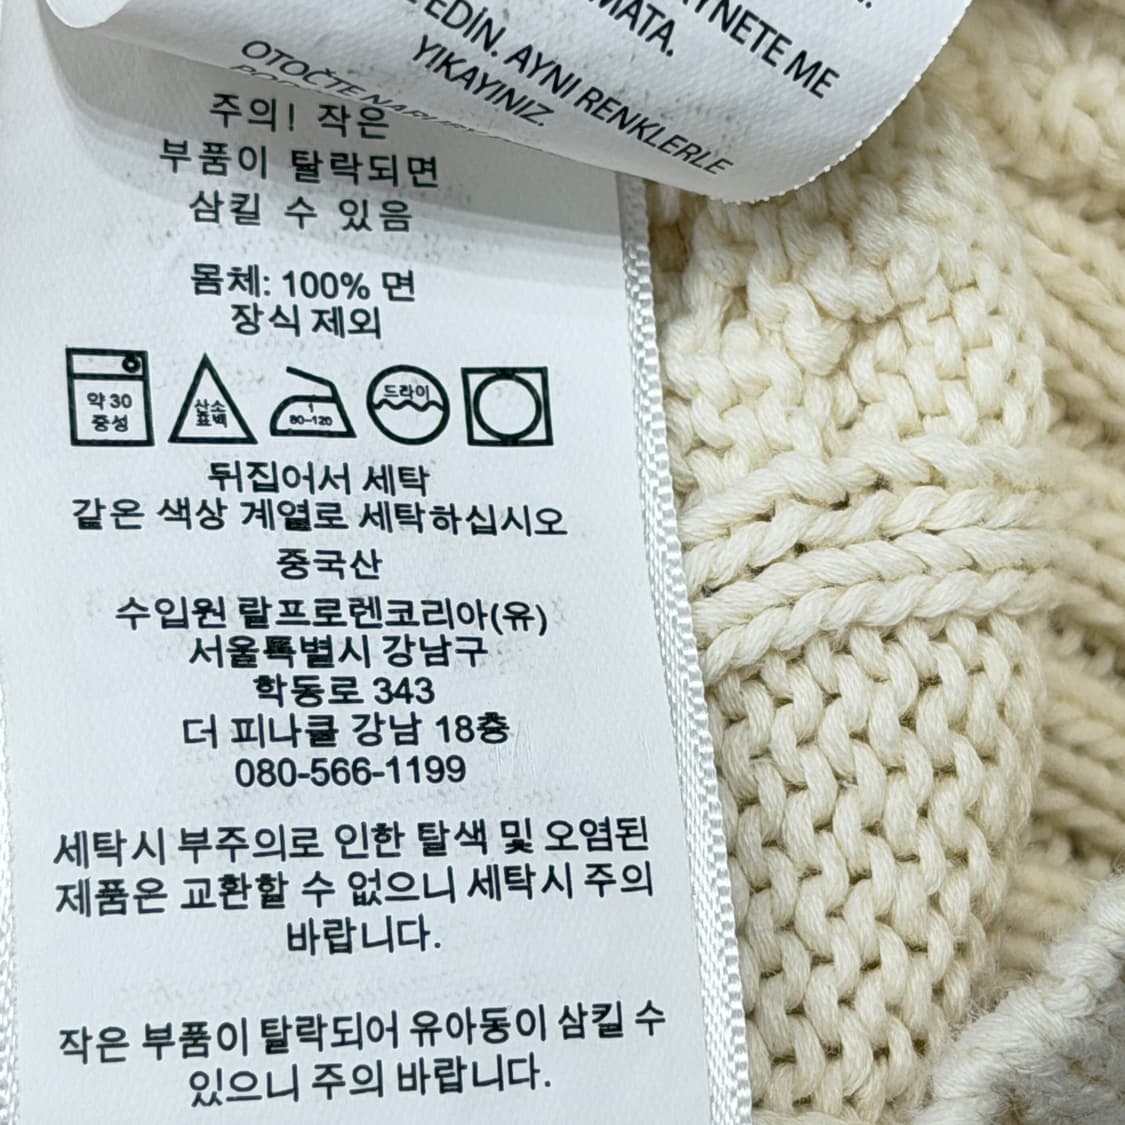 YNETE ME
MATA.
EDİN. AYNI RENKLERLE
YIKAYINIZ.
OTOČTE NARUBY
주의! 작은
부품이 탈락되면
삼킬 수 있음
몸체: 100% 면
장식 제외
약 30
중성
산소
표백
1
80-120
드라이
뒤집어서 세탁
같은 색상 계열로 세탁하십시오
중국산
수입원 랄프로렌코리아(유)
서울특별시 강남구
학동로 343
더 피나클 강남 18층
080-566-1199
세탁시 부주의로 인한 탈색 및 오염된
제품은 교환할 수 없으니 세탁시 주의
바랍니다.
작은 부품이 탈락되어 유아동이 삼킬 수
있으니 주의 바랍니다.